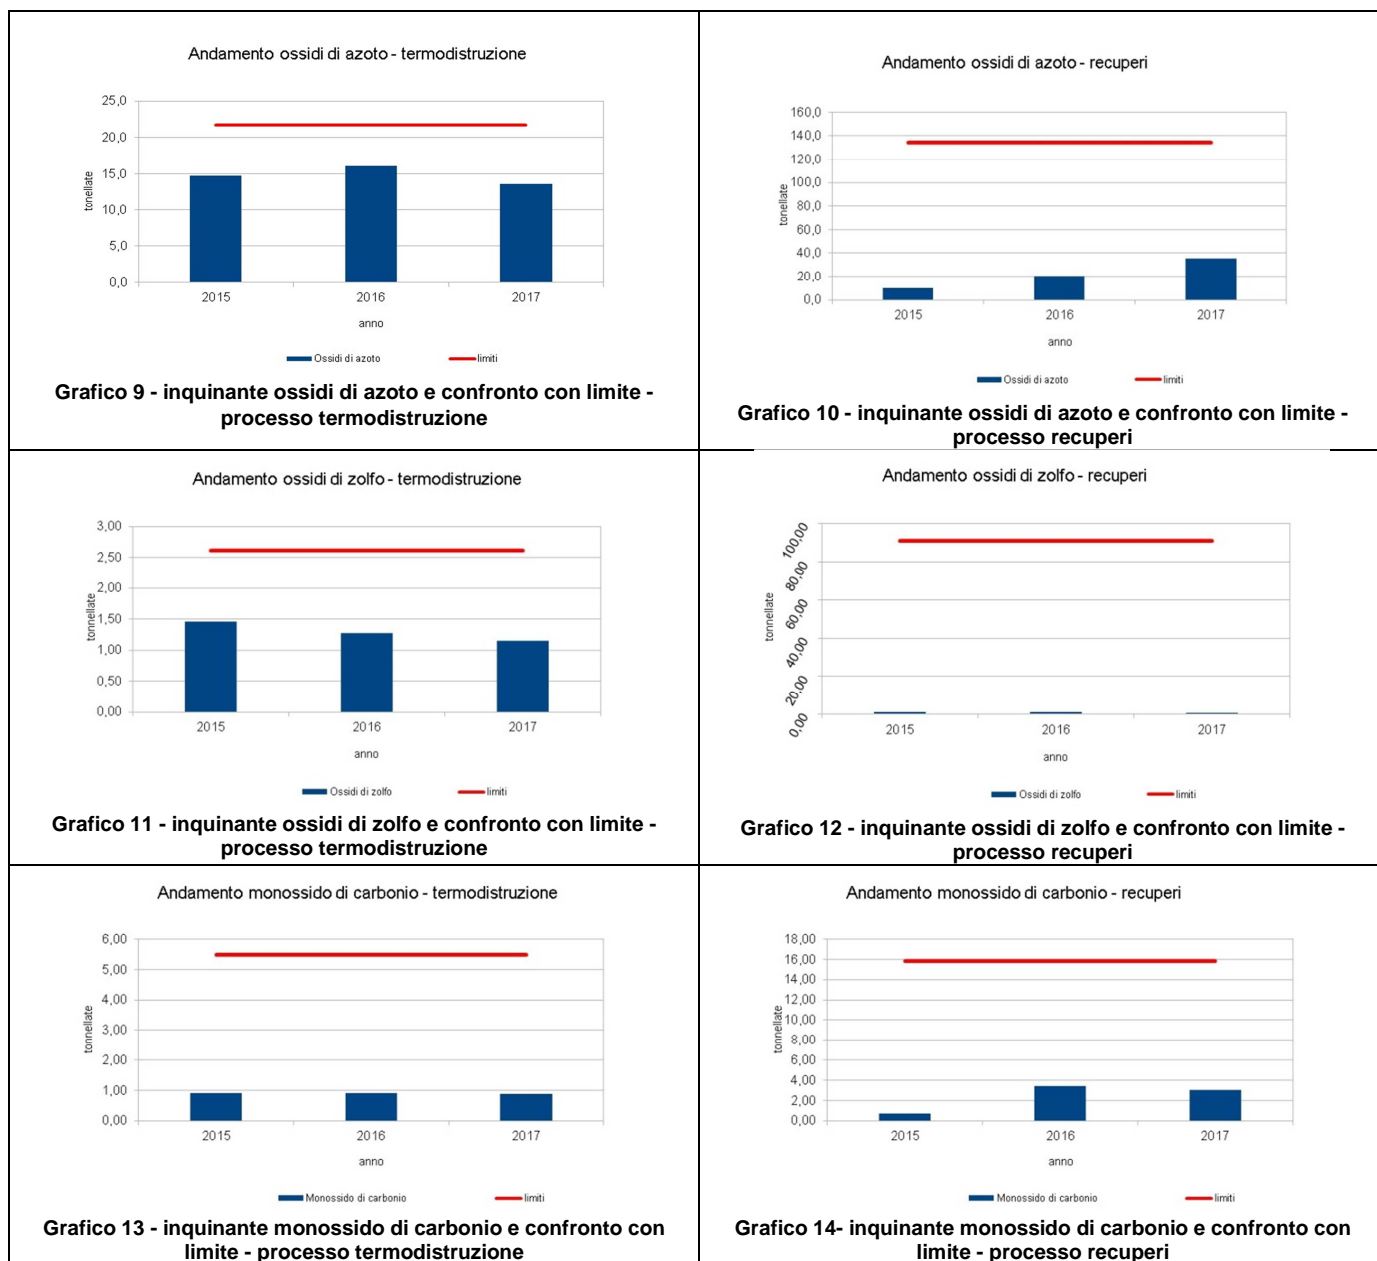 Andamento ossidi di azoto - termodistruzione
25,0
20,0
15,0
10,0
5,0
0,0
tonellate
2015 2016 2017
anno
Ossidi di azoto limiti
Grafico 9 - inquinante ossidi di azoto e confronto con limite -
processo termodistruzione
Andamento ossidi di azoto - recuperi
160,0
140,0
120,0
100,0
80,0
60,0
40,0
20,0
0,0
tonellate
2015 2016 2017
anno
Ossidi di azoto limiti
Grafico 10 - inquinante ossidi di azoto e confronto con limite -
processo recuperi
Andamento ossidi di zolfo - termodistruzione
3,00
2,50
2,00
1,50
1,00
0,50
0,00
tonnellate
2015 2016 2017
anno
Ossidi di zolfo limiti
Grafico 11 - inquinante ossidi di zolfo e confronto con limite -
processo termodistruzione
Andamento ossidi di zolfo - recuperi
100,00
80,00
60,00
40,00
20,00
0,00
tonnellate
2015 2016 2017
anno
Ossidi di zolfo limiti
Grafico 12 - inquinante ossidi di zolfo e confronto con limite -
processo recuperi
Andamento monossido di carbonio - termodistruzione
6,00
5,00
4,00
3,00
2,00
1,00
0,00
tonnellate
2015 2016 2017
anno
Monossido di carbonio limiti
Grafico 13 - inquinante monossido di carbonio e confronto con
limite - processo termodistruzione
Andamento monossido di carbonio - recuperi
18,00
16,00
14,00
12,00
10,00
8,00
6,00
4,00
2,00
0,00
tonnellate
2015 2016 2017
anno
Monossido di carbonio limiti
Grafico 14- inquinante monossido di carbonio e confronto con
limite - processo recuperi